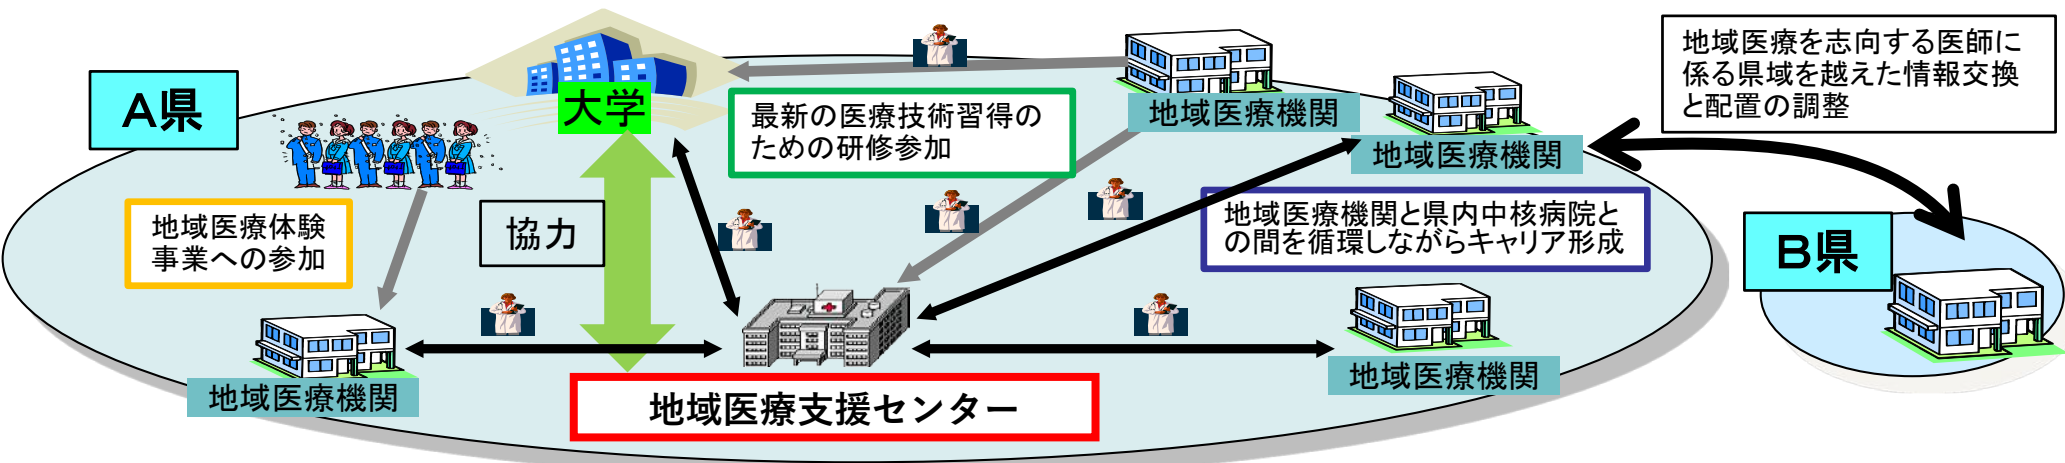 A県
大学
地域医療を志向する医師に
係る県域を越えた情報交換
と配置の調整
最新の医療技術習得の
ための研修参加
地域医療機関
地域医療機関
地域医療体験
事業への参加
協力
地域医療機関と県内中核病院と
の間を循環しながらキャリア形成
B県
地域医療機関
地域医療機関
地域医療支援センター